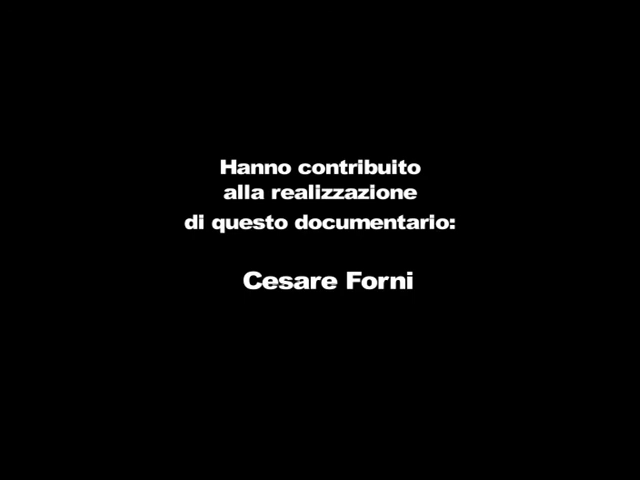 Hanno contribuito
alla realizzazione
di questo documentario:
Cesare Forni